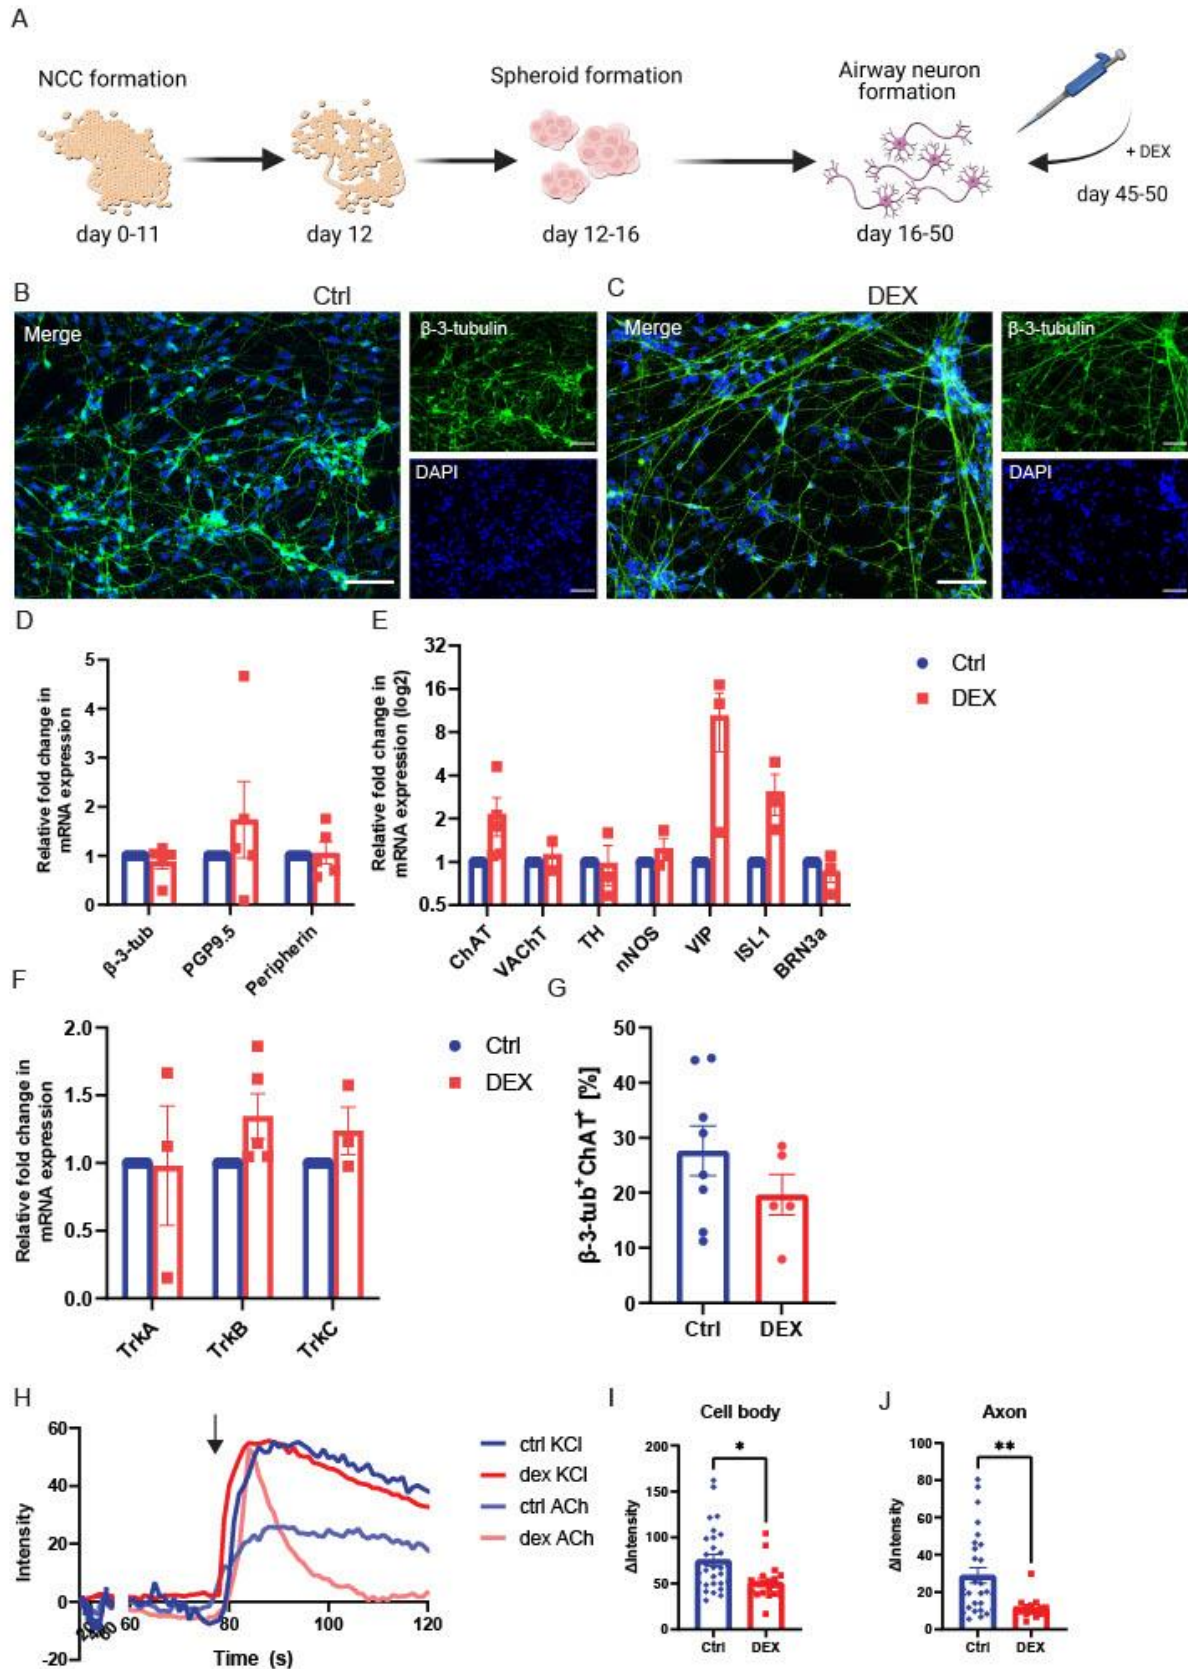 A
NCC formation
Spheroid formation
Airway neuron
formation
+ DEX
day 45-50
day 0-11
day 12
day 12-16
day 16-50
B
Ctrl
C
DEX
Merge
β-3-tubulin
DAPI
Merge
β-3-tubulin
DAPI
D
Relative fold change in
mRNA expression
5
4
3
2
1
0
β-3-tub
PGP9.5
Peripherin
E
Relative fold change in
mRNA expression (log2)
32
16
8
4
2
1
0.5
ChAT
VAChT
TH
nNOS
VIP
ISL1
BRN3a
Ctrl
DEX
F
Relative fold change in
mRNA expression
2.0
1.5
1.0
0.5
0.0
TrkA
TrkB
TrkC
Ctrl
DEX
G
β-3-tub⁺ChAT⁺ [%]
50
40
30
20
10
0
Ctrl
DEX
H
Intensity
60
40
20
0
-20
60
80
100
120
Time (s)
ctrl KCl
dex KCl
ctrl ACh
dex ACh
I
Cell body
ΔIntensity
200
150
100
50
0
*
Ctrl
DEX
J
Axon
ΔIntensity
100
80
60
40
20
0
**
Ctrl
DEX